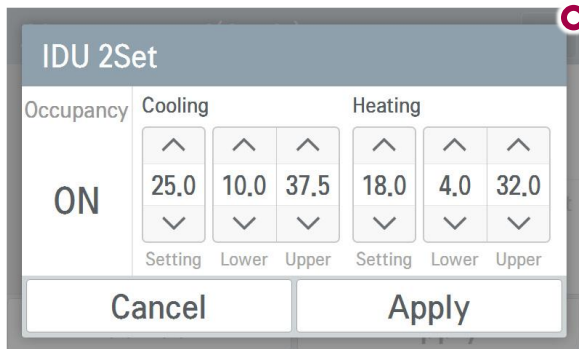 IDU 2Set
Occupancy Cooling Heating
ON 25.0 10.0 37.5 18.0 4.0 32.0
Setting Lower Upper Setting Lower Upper
Cancel Apply